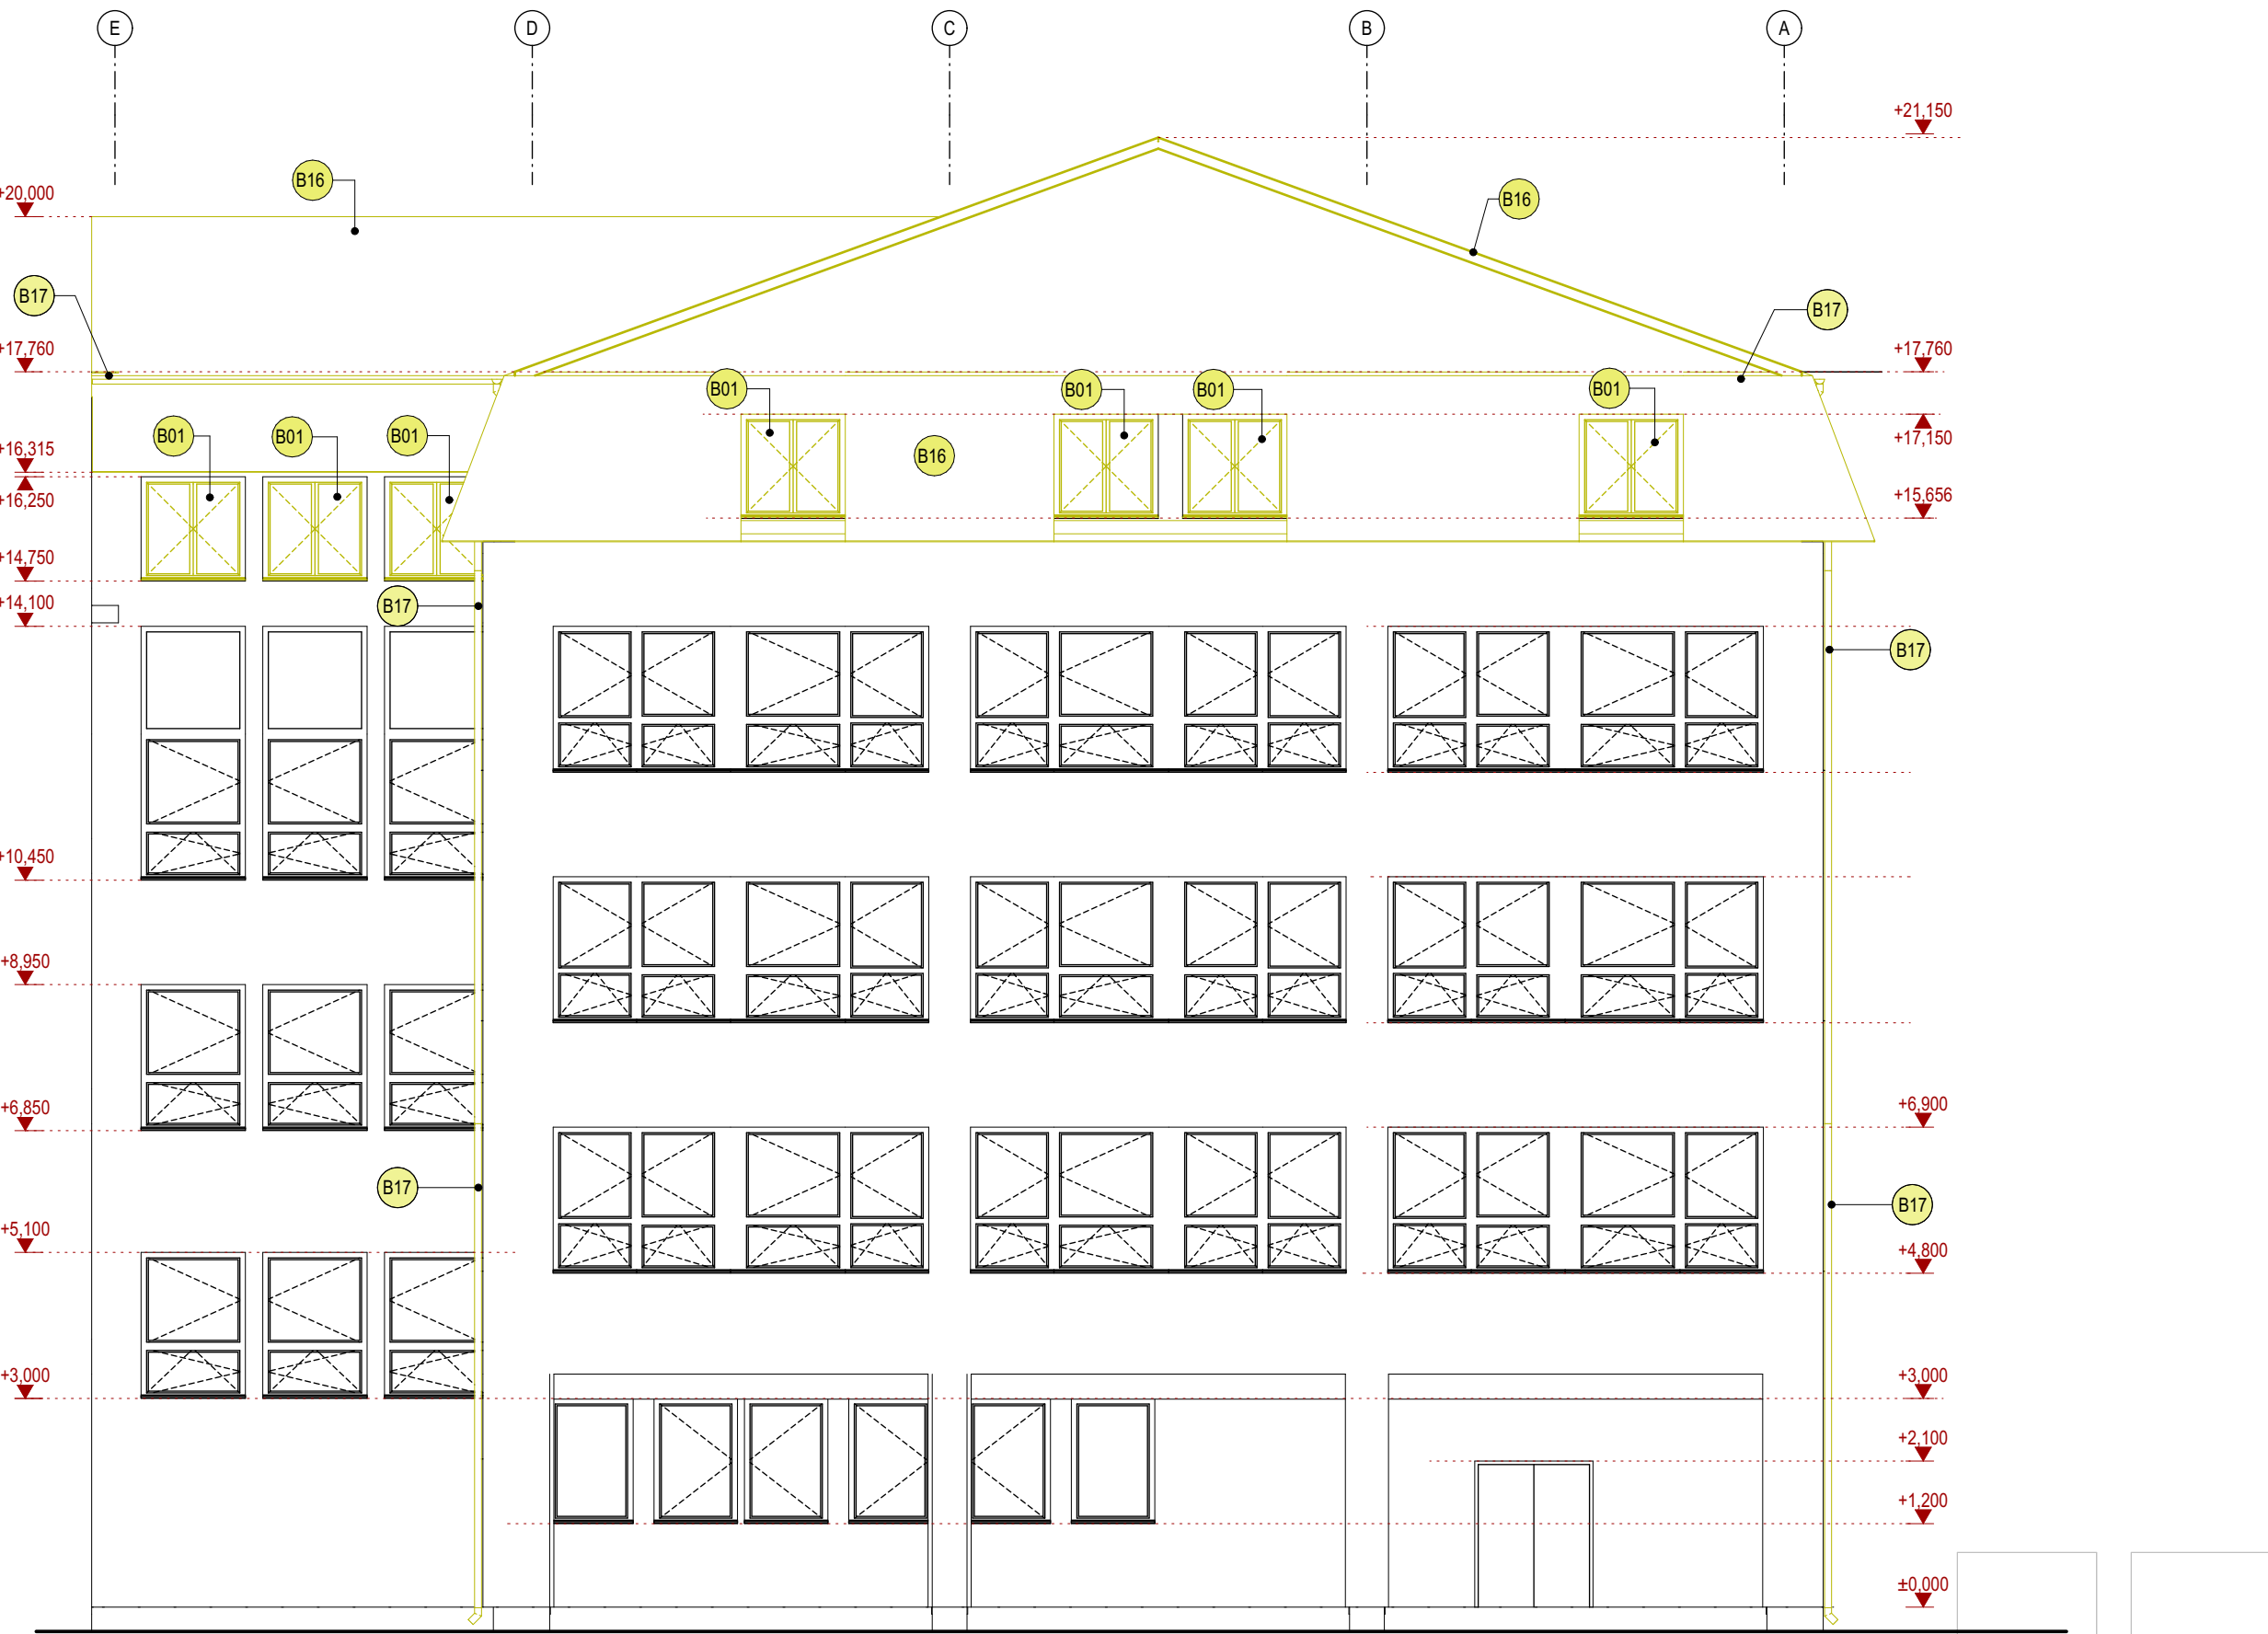 E D C B A
+21,150
B16
+20,000
B16
B17
B17
+17,760
+17,760
B01 B01 B01 B01
B01 B01 B01
+17,150
+16,315
B16
+16,250
+15,656
+14,750
+14,100
B17
B17
+10,450
+8,950
+6,850
+6,900
B17
B17
+5,100
+4,800
+3,000
+3,000
+2,100
+1,200
±0,000